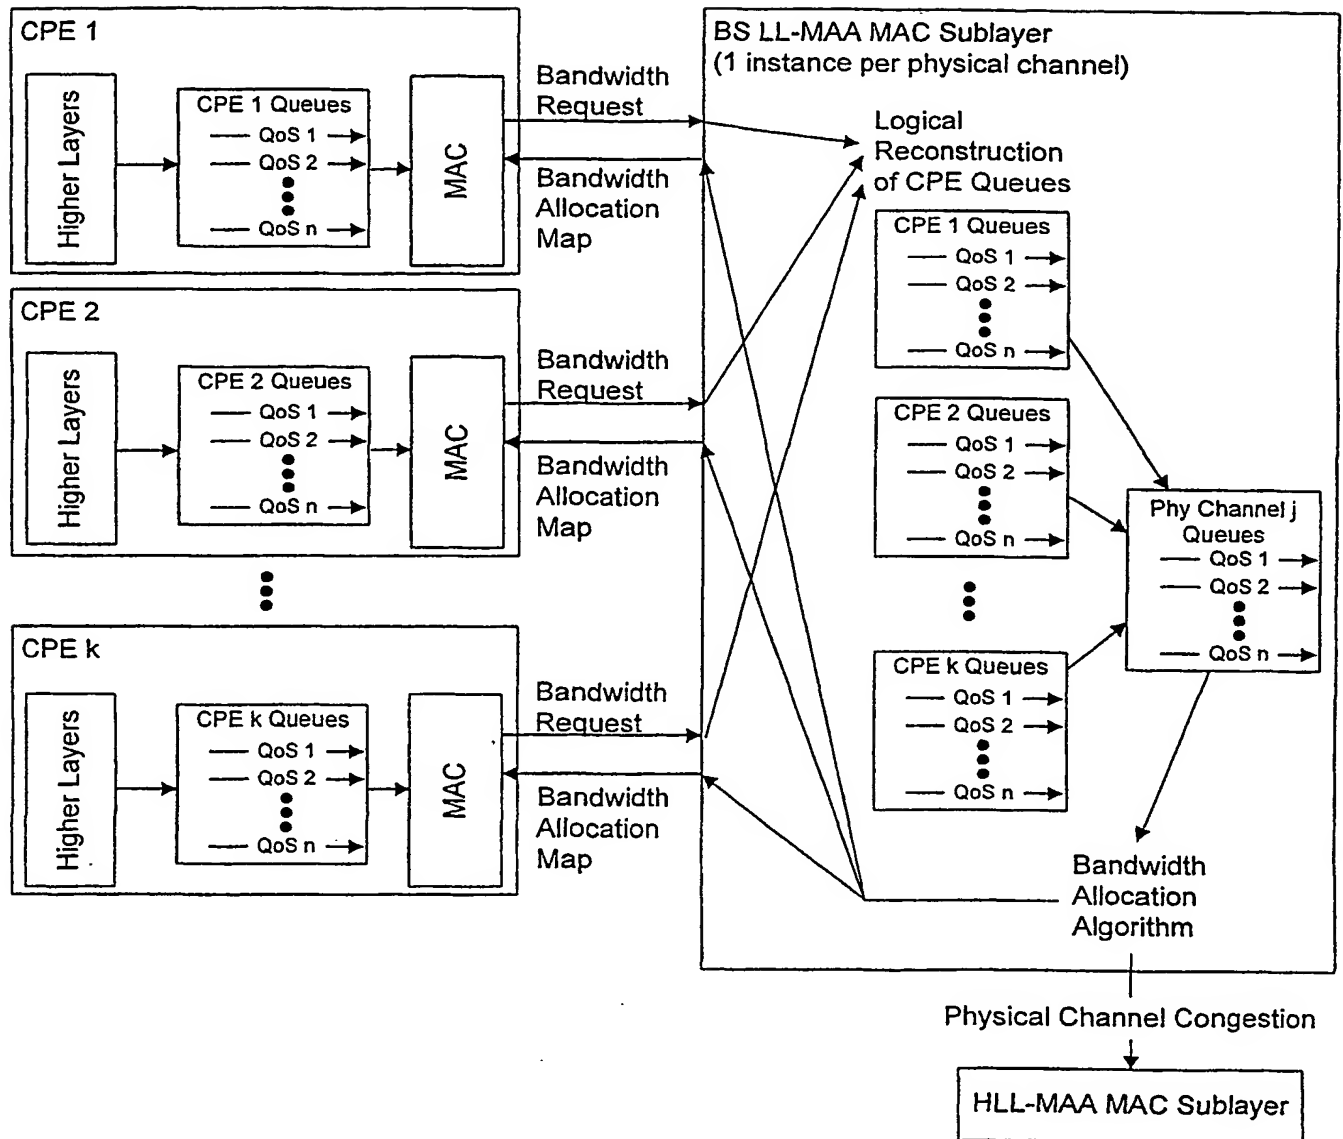 CPE 1
Higher Layers
CPE 1 Queues
QoS 1
QoS 2
QoS n
MAC
Bandwidth
Request
Bandwidth
Allocation
Map
CPE 2
Higher Layers
CPE 2 Queues
QoS 1
QoS 2
QoS n
MAC
Bandwidth
Request
Bandwidth
Allocation
Map
CPE k
Higher Layers
CPE k Queues
QoS 1
QoS 2
QoS n
MAC
Bandwidth
Request
Bandwidth
Allocation
Map
BS LL-MAA MAC Sublayer
(1 instance per physical channel)
Logical
Reconstruction
of CPE Queues
CPE 1 Queues
QoS 1
QoS 2
QoS n
CPE 2 Queues
QoS 1
QoS 2
QoS n
CPE k Queues
QoS 1
QoS 2
QoS n
Phy Channel j
Queues
QoS 1
QoS 2
QoS n
Bandwidth
Allocation
Algorithm
Physical Channel Congestion
HLL-MAA MAC Sublayer